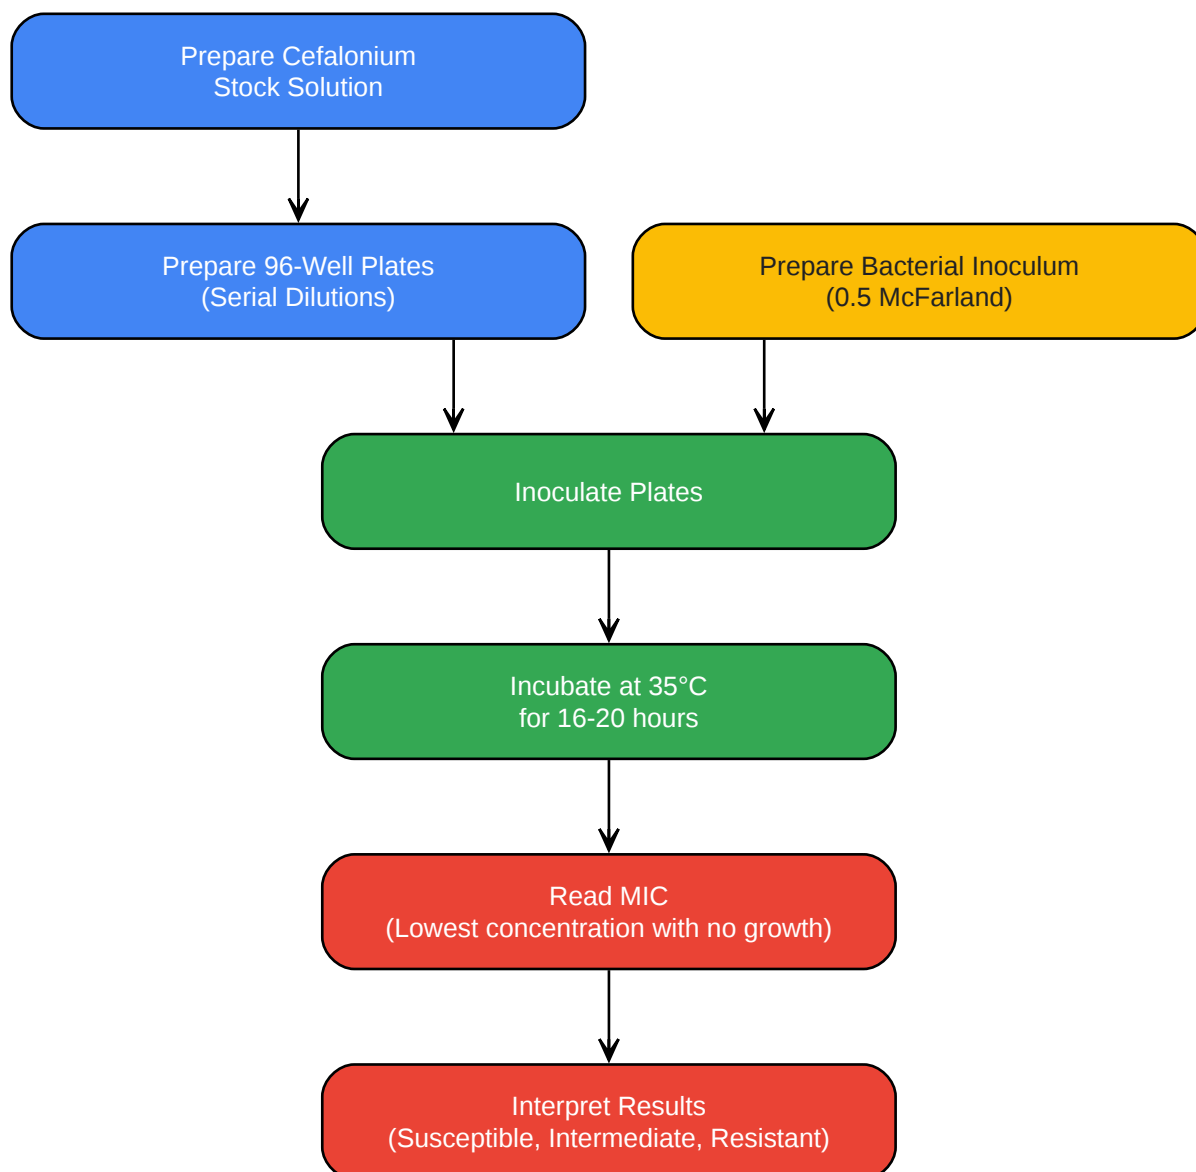 Prepare Cefalonium
Stock Solution
Prepare 96-Well Plates
(Serial Dilutions)
Prepare Bacterial Inoculum
(0.5 McFarland)
Inoculate Plates
Incubate at 35°C
for 16-20 hours
Read MIC
(Lowest concentration with no growth)
Interpret Results
(Susceptible, Intermediate, Resistant)